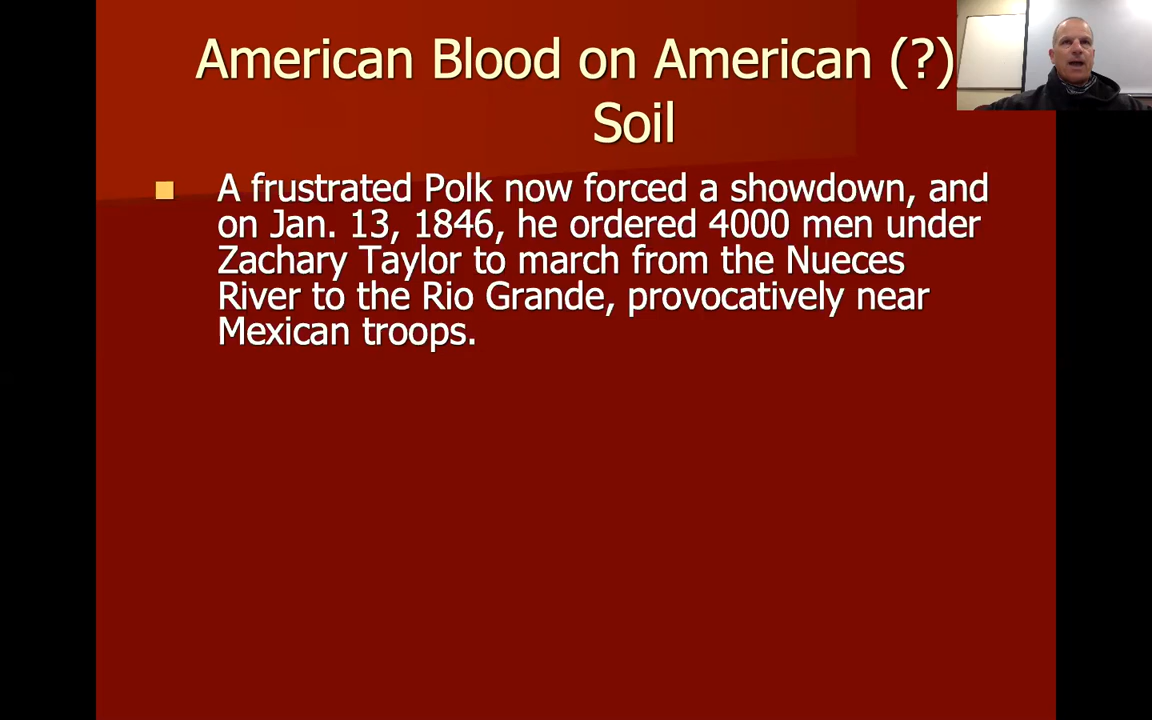 American Blood on American (?)
Soil
A frustrated Polk now forced a showdown, and
on Jan. 13, 1846, he ordered 4000 men under
Zachary Taylor to march from the Nueces
River to the Rio Grande, provocatively near
Mexican troops.